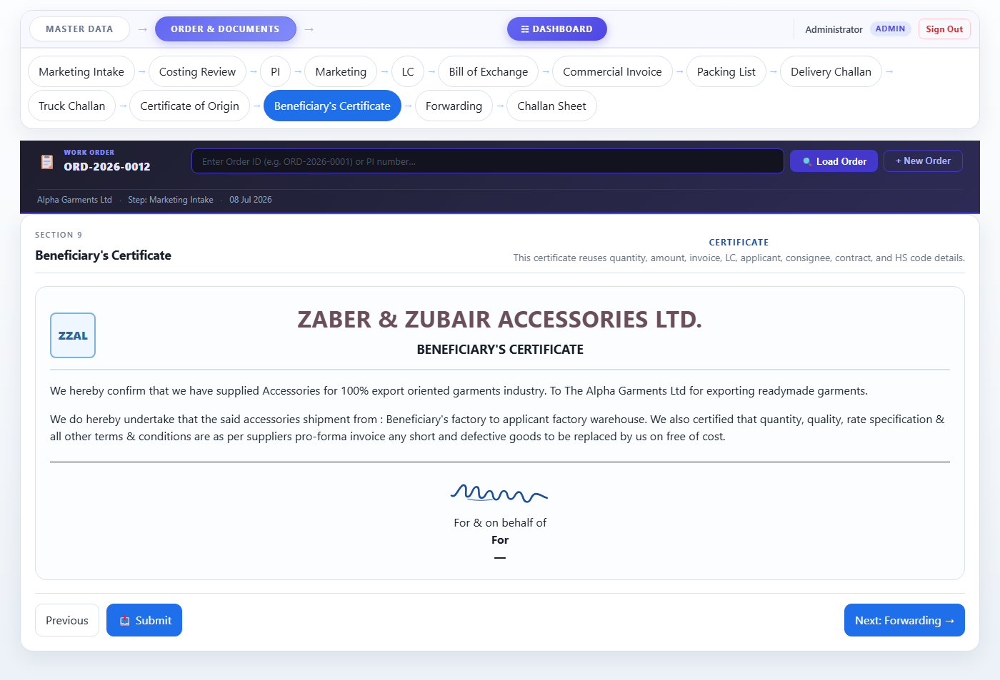 MASTER DATA → ORDER & DOCUMENTS → DASHBOARD Administrator ADMIN Sign Out
Marketing Intake → Costing Review → PI → Marketing → LC → Bill of Exchange → Commercial Invoice → Packing List → Delivery Challan →
Truck Challan → Certificate of Origin → Beneficiary's Certificate → Forwarding → Challan Sheet
WORK ORDER
ORD-2026-0012
Enter Order ID (e.g. ORD-2026-0001) or PI number...
Load Order
+ New Order
Alpha Garments Ltd · Step: Marketing Intake · 08 Jul 2026
SECTION 9
Beneficiary's Certificate
CERTIFICATE
This certificate reuses quantity, amount, invoice, LC, applicant, consignee, contract, and HS code details.
ZZAL
ZABER & ZUBAIR ACCESSORIES LTD.
BENEFICIARY'S CERTIFICATE
We hereby confirm that we have supplied Accessories for 100% export oriented garments industry. To The Alpha Garments Ltd for exporting readymade garments.
We do hereby undertake that the said accessories shipment from : Beneficiary's factory to applicant factory warehouse. We also certified that quantity, quality, rate specification &
all other terms & conditions are as per suppliers pro-forma invoice any short and defective goods to be replaced by us on free of cost.
For & on behalf of
For
—
Previous
Submit
Next: Forwarding →